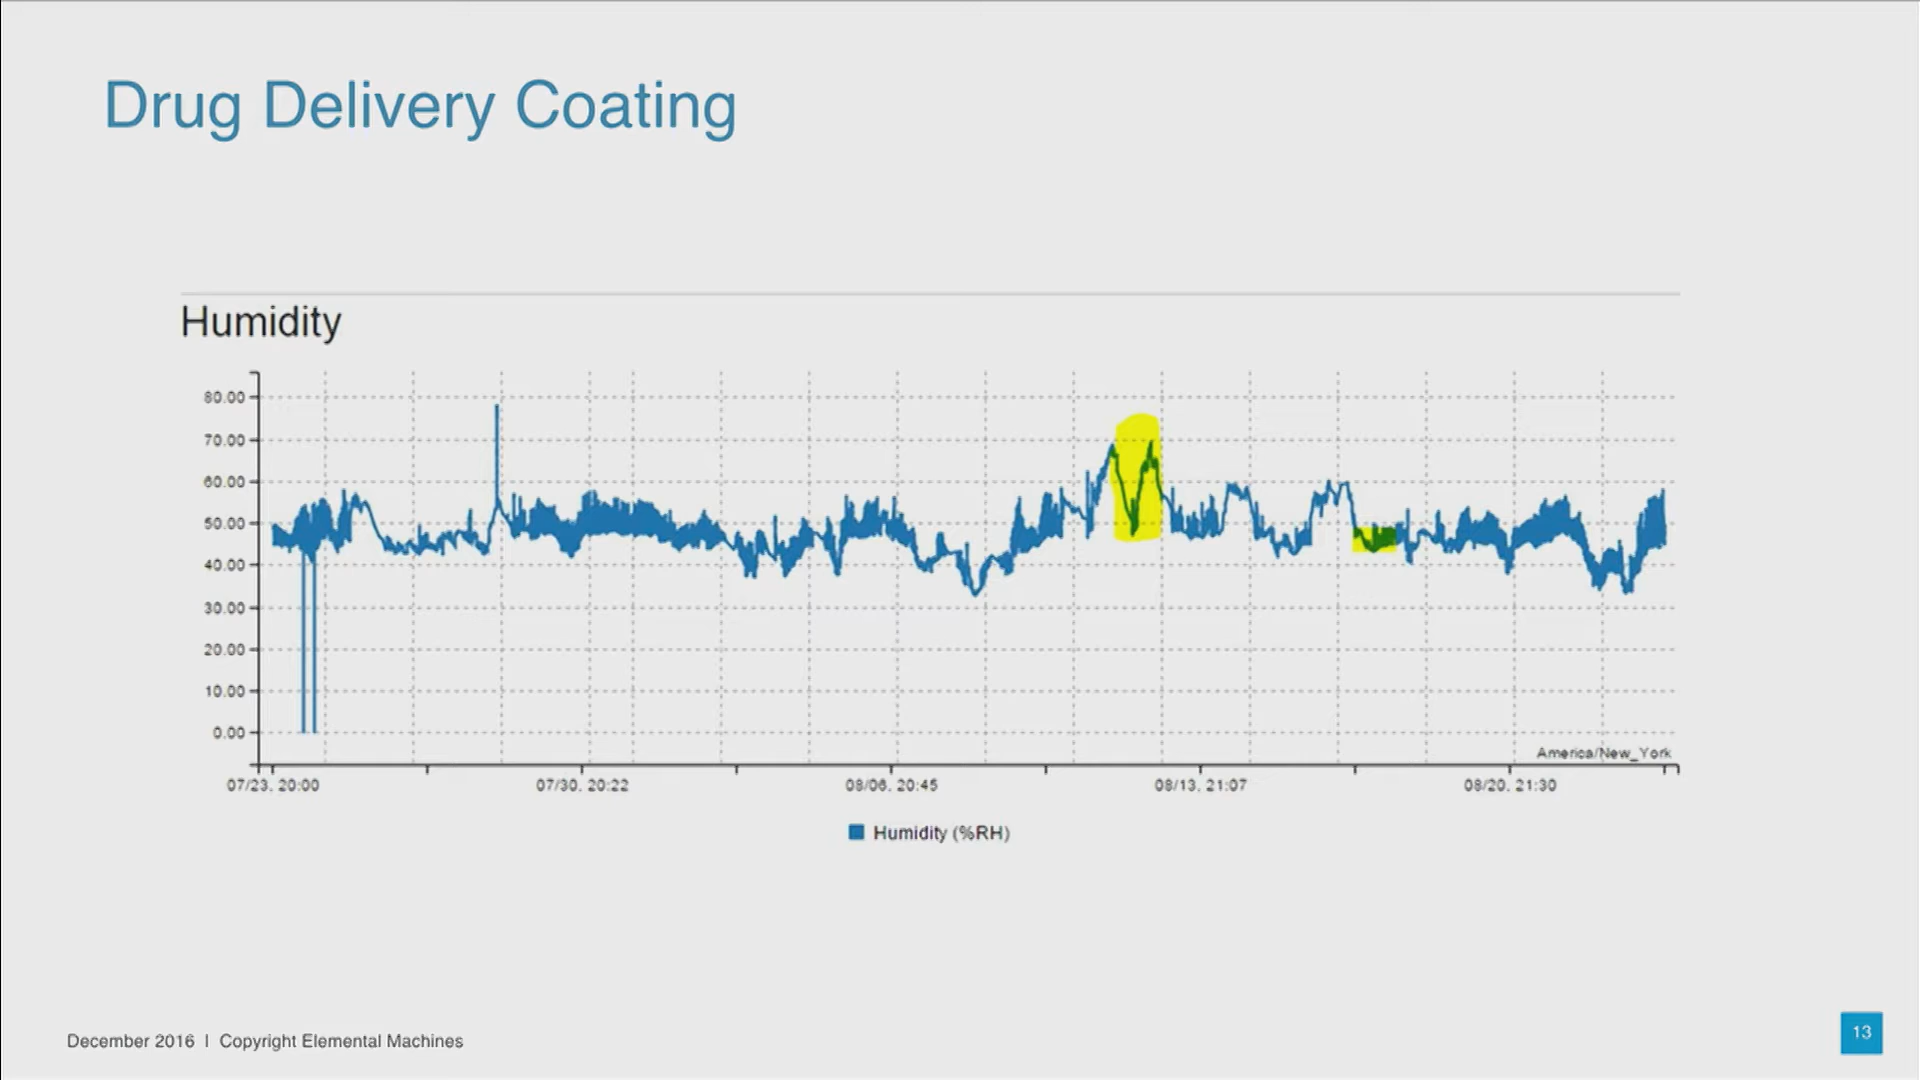 Drug Delivery Coating
Humidity
80.00
70.00
60.00
50.00
40.00
30.00
20.00
10.00
0.00
America/New_York
07/23, 20:00 07/30, 20:22 08/06, 20:45 08/13, 21:07 08/20, 21:30
Humidity (%RH)
December 2016 | Copyright Elemental Machines
13